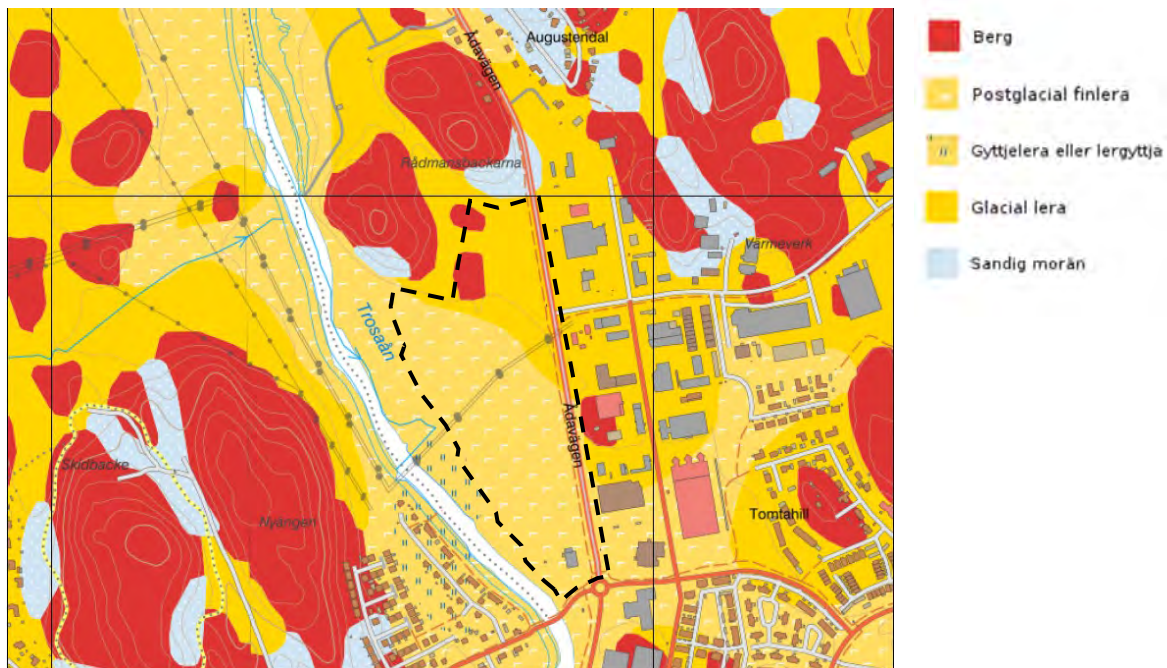 Augustendal
Ådavägen
Rådmansbackarna
Värmeverk
Trosaån
Ådavägen
Skidbacke
Nyängen
Tomtahill
Berg
Postglacial finlera
Gyttjelera eller lergyttja
Glacial lera
Sandig morän